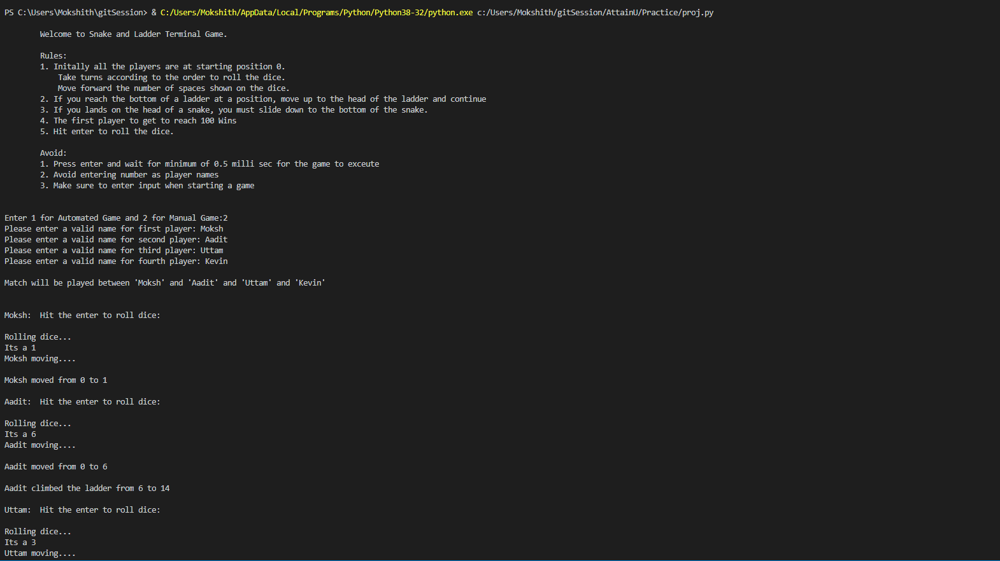 PS C:\Users\Mokshith\gitSession> & C:/Users/Mokshith/AppData/Local/Programs/Python/Python38-32/python.exe c:/Users/Mokshith/gitSession/AttainU/Practice/proj.py
Welcome to Snake and Ladder Terminal Game.
Rules:
1. Initally all the players are at starting position 0.
Take turns according to the order to roll the dice.
Move forward the number of spaces shown on the dice.
2. If you reach the bottom of a ladder at a position, move up to the head of the ladder and continue
3. If you lands on the head of a snake, you must slide down to the bottom of the snake.
4. The first player to get to reach 100 Wins
5. Hit enter to roll the dice.
Avoid:
1. Press enter and wait for minimum of 0.5 milli sec for the game to exceute
2. Avoid entering number as player names
3. Make sure to enter input when starting a game
Enter 1 for Automated Game and 2 for Manual Game:2
Please enter a valid name for first player: Moksh
Please enter a valid name for second player: Aadit
Please enter a valid name for third player: Uttam
Please enter a valid name for fourth player: Kevin
Match will be played between 'Moksh' and 'Aadit' and 'Uttam' and 'Kevin'
Moksh:  Hit the enter to roll dice:
Rolling dice...
Its a 1
Moksh moving....
Moksh moved from 0 to 1
Aadit:  Hit the enter to roll dice:
Rolling dice...
Its a 6
Aadit moving....
Aadit moved from 0 to 6
Aadit climbed the ladder from 6 to 14
Uttam:  Hit the enter to roll dice:
Rolling dice...
Its a 3
Uttam moving....